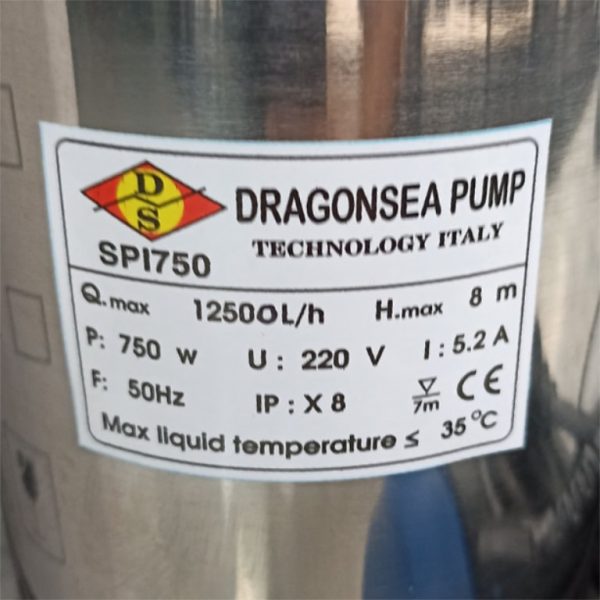 DS
DRAGONSEA PUMP
TECHNOLOGY ITALY
SPI750
Q.max 12500L/h H.max 8 m
P: 750 w U : 220 V I : 5.2 A
F: 50Hz IP : X 8 7m CE
Max liquid temperature ≤ 35 °C